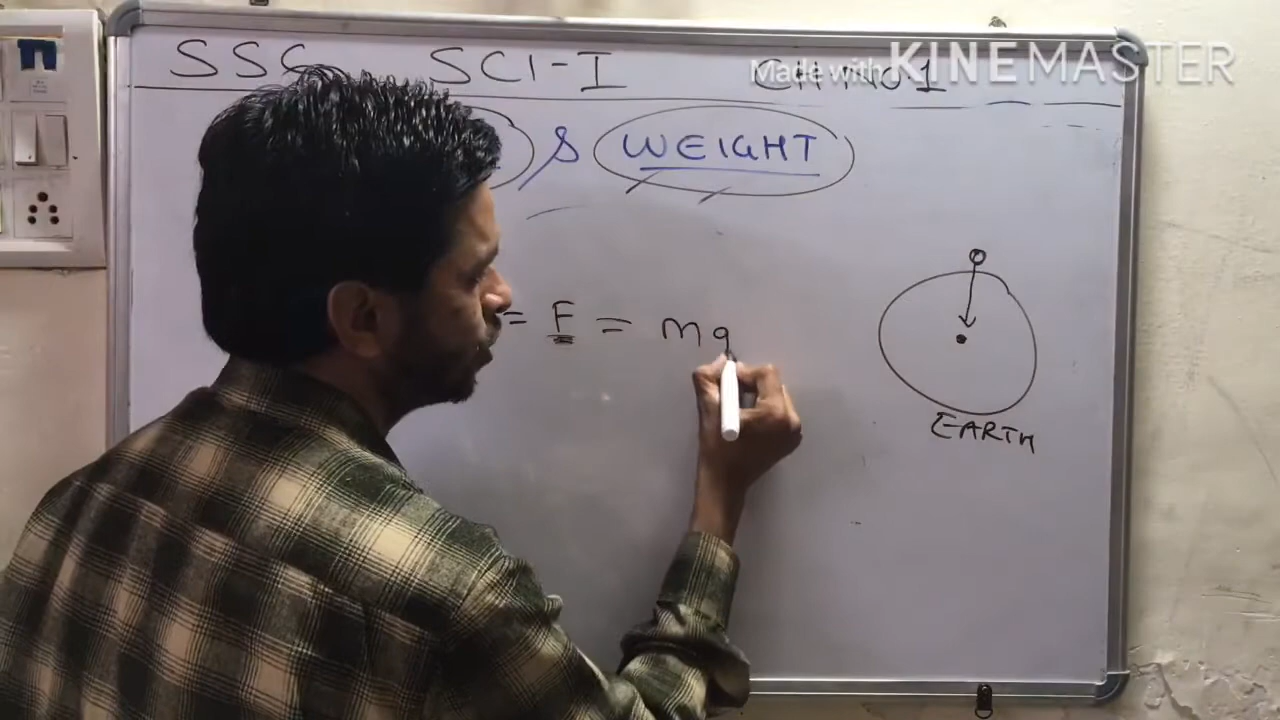 SSC SCI-I CH NO 1
Made with KINEMASTER
& WEIGHT
= F = mg
EARTH